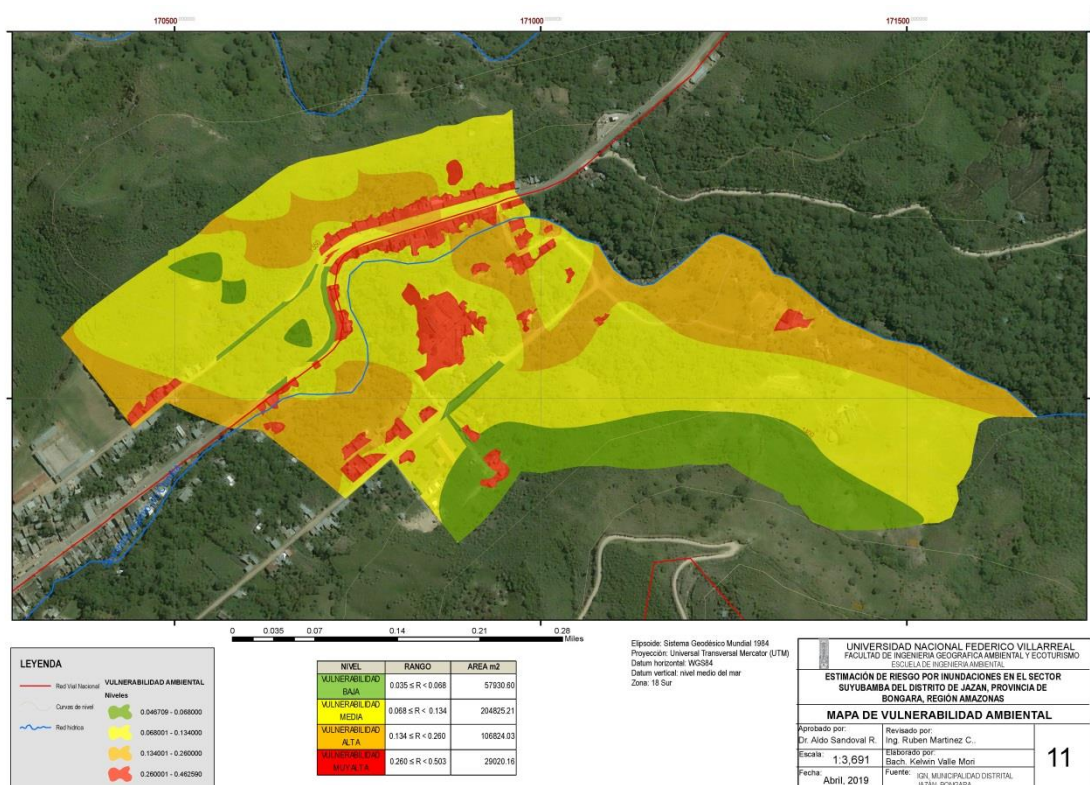 170500 171000 171500
0 0.035 0.07 0.14 0.21 0.28
Miles
LEYENDA
Red Vial Nacional
Curvas de nivel
Red hidrica
VULNERABILIDAD AMBIENTAL
Niveles
0.046709 - 0.068000
0.068001 - 0.134000
0.134001 - 0.260000
0.260001 - 0.462590
NIVEL RANGO AREA m2
VULNERABILIDAD
BAJA 0.035 ≤ R < 0.068 57930.60
VULNERABILIDAD
MEDIA 0.068 ≤ R < 0.134 204825.21
VULNERABILIDAD
ALTA 0.134 ≤ R < 0.260 106824.03
VULNERABILIDAD
MUY ALTA 0.260 ≤ R < 0.503 29020.16
Elipsoide: Sistema Geodésico Mundial 1984
Proyección: Universal Transversal Mercator (UTM)
Datum horizontal: WGS84
Datum vertical: nivel medio del mar
Zona: 18 Sur
UNIVERSIDAD NACIONAL FEDERICO VILLARREAL
FACULTAD DE INGENIERIA GEOGRAFICA AMBIENTAL Y ECOTURISMO
ESCUELA DE INGENIERIA AMBIENTAL
ESTIMACIÓN DE RIESGO POR INUNDACIONES EN EL SECTOR
SUYUBAMBA DEL DISTRITO DE JAZAN, PROVINCIA DE
BONGARA, REGIÓN AMAZONAS
MAPA DE VULNERABILIDAD AMBIENTAL
Aprobado por:
Dr. Aldo Sandoval R.
Revisado por:
Ing. Ruben Martinez C..
Escala: 1:3,691
Elaborado por:
Bach. Kelwin Valle Mori
Fecha: Abril, 2019
Fuente: IGN, MUNICIPALIDAD DISTRITAL
JAZÁN, BONGARA
11